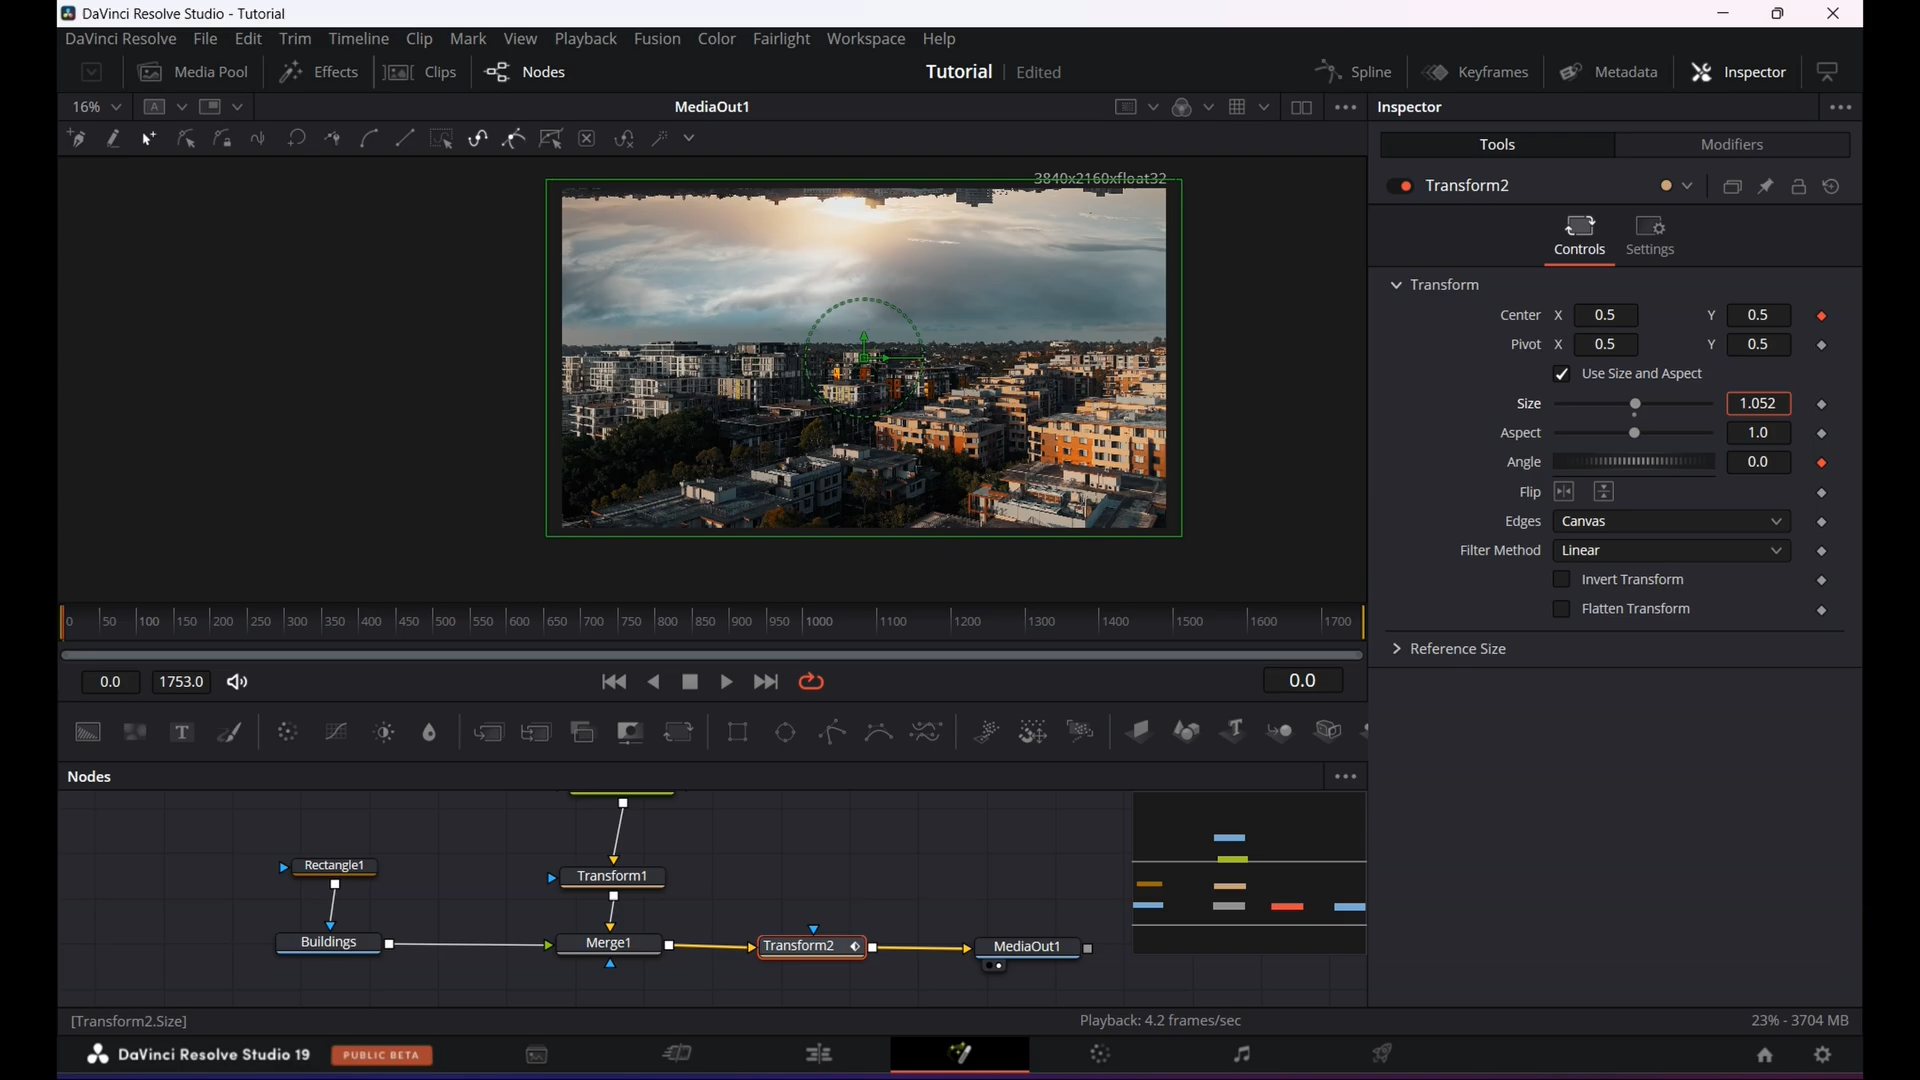 DaVinci Resolve Studio - Tutorial
DaVinci Resolve File Edit Trim Timeline Clip Mark View Playback Fusion Color Fairlight Workspace Help
Media Pool Effects Clips Nodes Tutorial Edited Spline Keyframes Metadata Inspector
16% A MediaOut1 Inspector
Tools Modifiers
3840x2160xfloat32
Transform2
Controls Settings
Transform
Center X 0.5 Y 0.5
Pivot X 0.5 Y 0.5
Use Size and Aspect
Size 1.052
Aspect 1.0
Angle 0.0
Flip
Edges Canvas
Filter Method Linear
Invert Transform
Flatten Transform
Reference Size
0 50 100 150 200 250 300 350 400 450 500 550 600 650 700 750 800 850 900 950 1000 1100 1200 1300 1400 1500 1600 1700
0.0 1753.0 0.0
T T
Nodes
Rectangle1
Transform1
Buildings
Merge1
Transform2
MediaOut1
[Transform2.Size] Playback: 4.2 frames/sec 23% - 3704 MB
DaVinci Resolve Studio 19 PUBLIC BETA